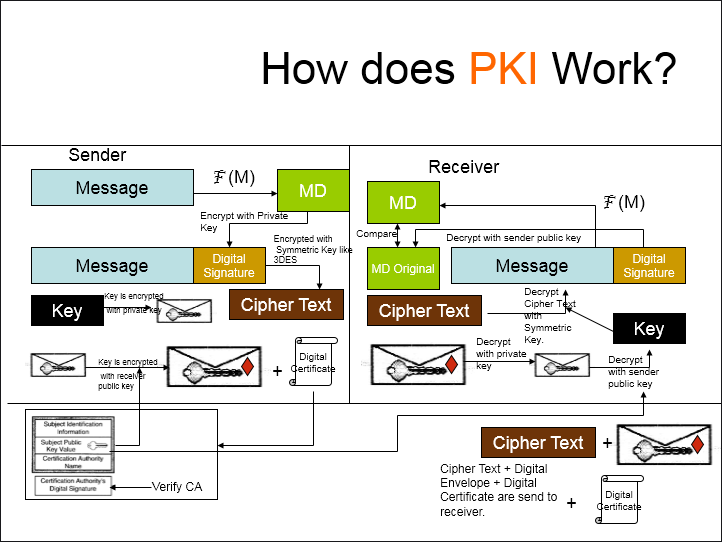 How does PKI Work?
Sender
Message
ℱ (M)
MD
Encrypt with Private
Key
Message
Digital
Signature
Encrypted with
Symmetric Key like
3DES
Key
Key is encrypted
with private key
Cipher Text
Key is encrypted
with receiver
public key
+
Digital
Certificate
Receiver
MD
ℱ (M)
Compare
Decrypt with sender public key
MD Original
Message
Digital
Signature
Cipher Text
Decrypt
Cipher Text
with
Symmetric
Key.
Key
Decrypt
with private
key
Decrypt
with sender
public key
Subject Identification
Information
Subject Public
Key Value
Certification Authority
Name
Certification Authority's
Digital Signature
Verify CA
Cipher Text
+
Cipher Text + Digital
Envelope + Digital
Certificate are send to
receiver.
+
Digital
Certificate